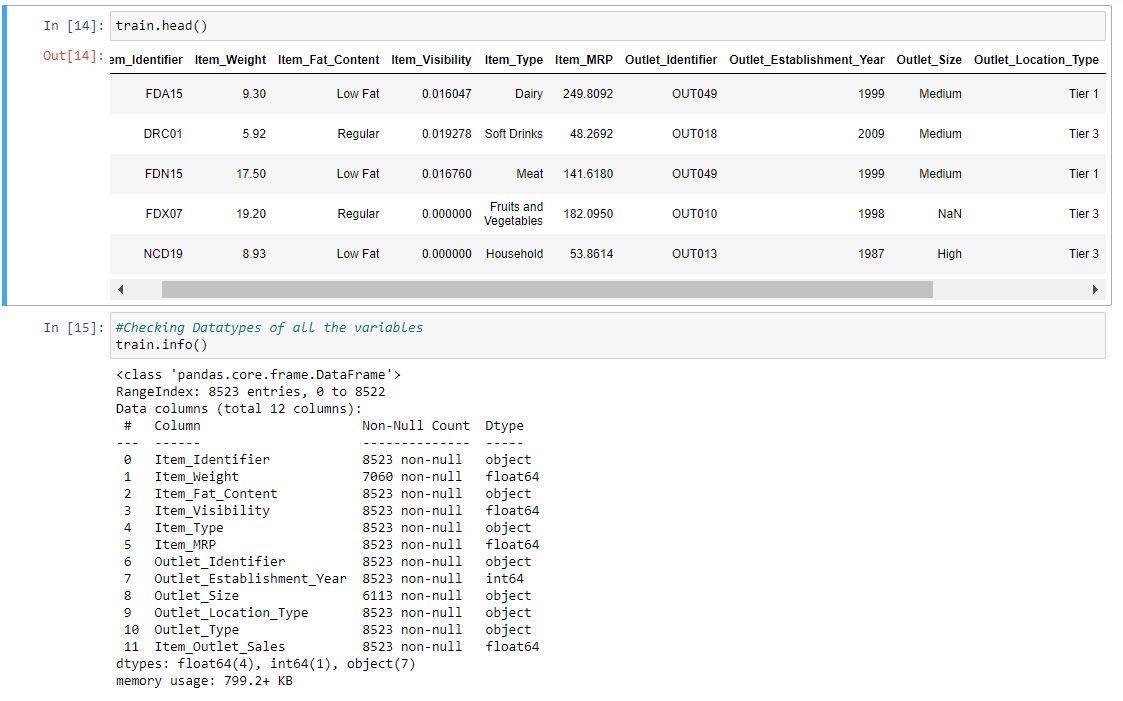 In [14]: train.head()
Out[14]: em_Identifier Item_Weight Item_Fat_Content Item_Visibility Item_Type Item_MRP Outlet_Identifier Outlet_Establishment_Year Outlet_Size Outlet_Location_Type
FDA15 9.30 Low Fat 0.016047 Dairy 249.8092 OUT049 1999 Medium Tier 1
DRC01 5.92 Regular 0.019278 Soft Drinks 48.2692 OUT018 2009 Medium Tier 3
FDN15 17.50 Low Fat 0.016760 Meat 141.6180 OUT049 1999 Medium Tier 1
FDX07 19.20 Regular 0.000000 Fruits and Vegetables 182.0950 OUT010 1998 NaN Tier 3
NCD19 8.93 Low Fat 0.000000 Household 53.8614 OUT013 1987 High Tier 3
In [15]: #Checking Datatypes of all the variables
train.info()
<class 'pandas.core.frame.DataFrame'>
RangeIndex: 8523 entries, 0 to 8522
Data columns (total 12 columns):
# Column Non-Null Count Dtype
--- ------ -------------- -----
0 Item_Identifier 8523 non-null object
1 Item_Weight 7060 non-null float64
2 Item_Fat_Content 8523 non-null object
3 Item_Visibility 8523 non-null float64
4 Item_Type 8523 non-null object
5 Item_MRP 8523 non-null float64
6 Outlet_Identifier 8523 non-null object
7 Outlet_Establishment_Year 8523 non-null int64
8 Outlet_Size 6113 non-null object
9 Outlet_Location_Type 8523 non-null object
10 Outlet_Type 8523 non-null object
11 Item_Outlet_Sales 8523 non-null float64
dtypes: float64(4), int64(1), object(7)
memory usage: 799.2+ KB